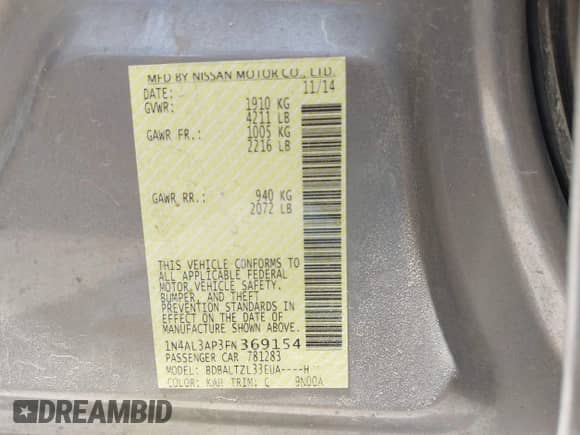 MFD BY NISSAN MOTOR CO., LTD.
DATE: 11/14
GVWR: 1910 KG
4211 LB
GAWR FR.: 1005 KG
2216 LB
GAWR RR.: 940 KG
2072 LB
THIS VEHICLE CONFORMS TO
ALL APPLICABLE FEDERAL
MOTOR VEHICLE SAFETY,
BUMPER, AND THEFT
PREVENTION STANDARDS IN
EFFECT ON THE DATE OF
MANUFACTURE SHOWN ABOVE.
1N4AL3AP3FN369154
PASSENGER CAR 781283
MODEL: BDBALTZL33EUA----H
COLOR: KAB TRIM: C 9N00A
DREAMBID
DREAMBID.COM